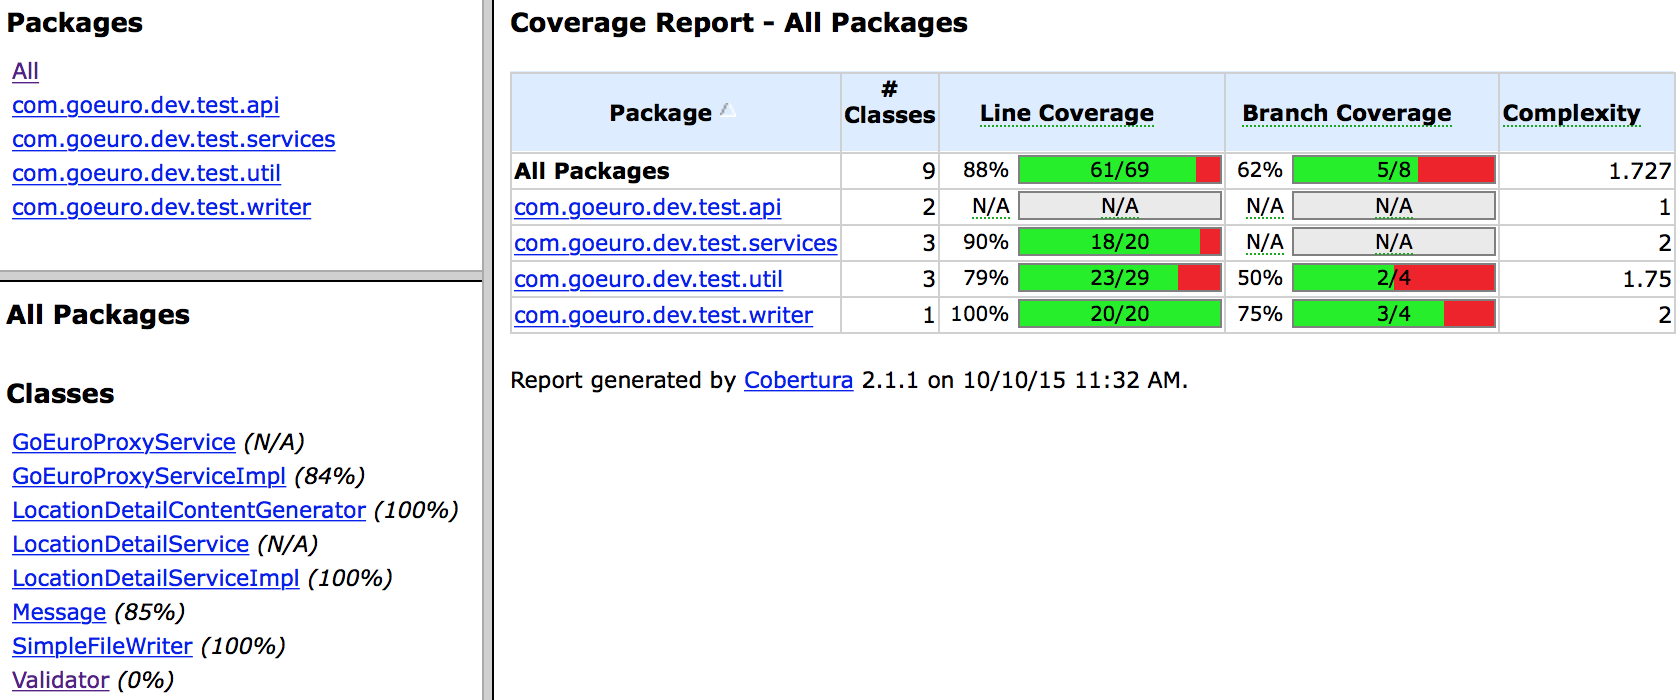 Packages
All
com.goeuro.dev.test.api
com.goeuro.dev.test.services
com.goeuro.dev.test.util
com.goeuro.dev.test.writer
All Packages
Classes
GoEuroProxyService (N/A)
GoEuroProxyServiceImpl (84%)
LocationDetailContentGenerator (100%)
LocationDetailService (N/A)
LocationDetailServiceImpl (100%)
Message (85%)
SimpleFileWriter (100%)
Validator (0%)
Coverage Report - All Packages
Package # Classes Line Coverage Branch Coverage Complexity
All Packages 9 88% 61/69 62% 5/8 1.727
com.goeuro.dev.test.api 2 N/A N/A N/A N/A 1
com.goeuro.dev.test.services 3 90% 18/20 N/A N/A 2
com.goeuro.dev.test.util 3 79% 23/29 50% 2/4 1.75
com.goeuro.dev.test.writer 1 100% 20/20 75% 3/4 2
Report generated by Cobertura 2.1.1 on 10/10/15 11:32 AM.